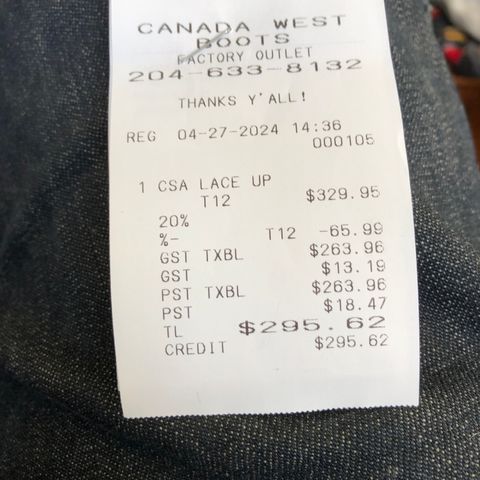 CANADA WEST
BOOTS
FACTORY OUTLET
204-633-8132
THANKS Y'ALL!
REG 04-27-2024 14:36
000105
1 CSA LACE UP
T12 $329.95
20%
%- T12 -65.99
GST TXBL $263.96
GST $13.19
PST TXBL $263.96
PST $18.47
TL $295.62
CREDIT $295.62